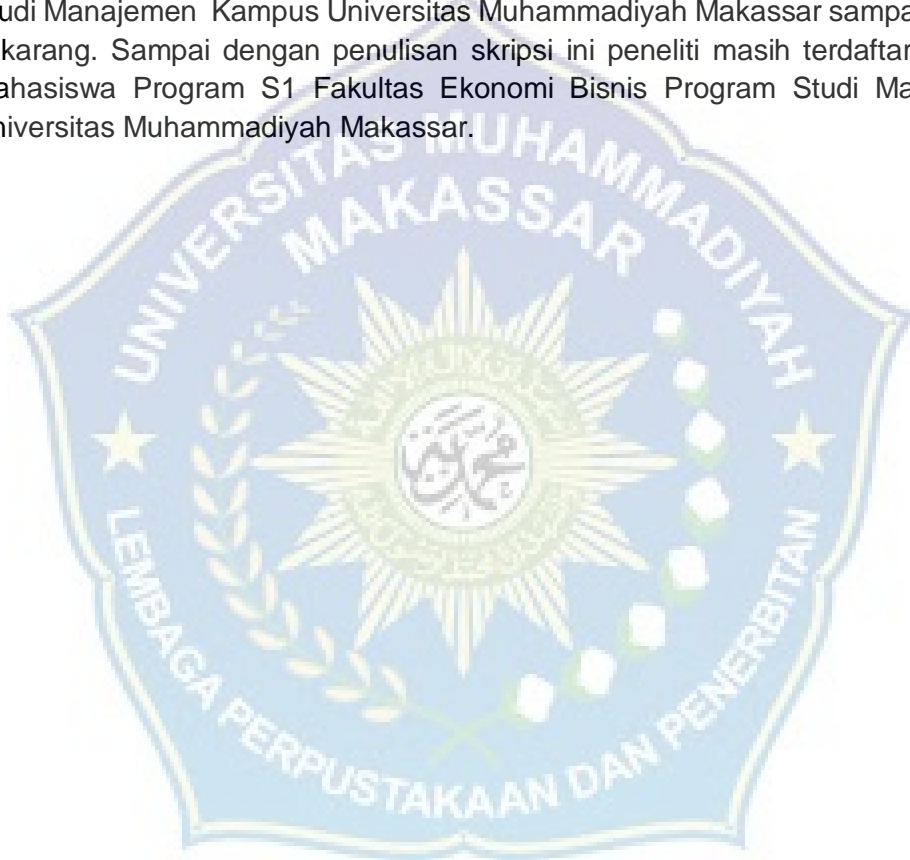 udi Manajemen Kampus Universitas Muhammadiyah Makassar sampa
karang. Sampai dengan penulisan skripsi ini peneliti masih terdaftar
ahasiswa Program S1 Fakultas Ekonomi Bisnis Program Studi Ma
niversitas Muhammadiyah Makassar.
UNIVERSITAS MUHAMMADIYAH
MAKASSAR
LEMBAGA PERPUSTAKAAN DAN PENERBITAN